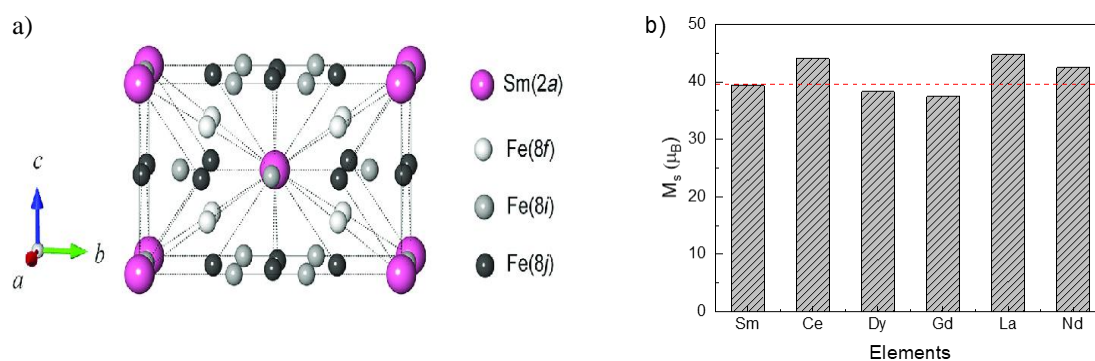 a)
Sm(2a)
Fe(8f)
Fe(8i)
Fe(8j)
c
b
a
b)
50
40
30
20
10
0
Ms (μB)
Sm Ce Dy Gd La Nd
Elements